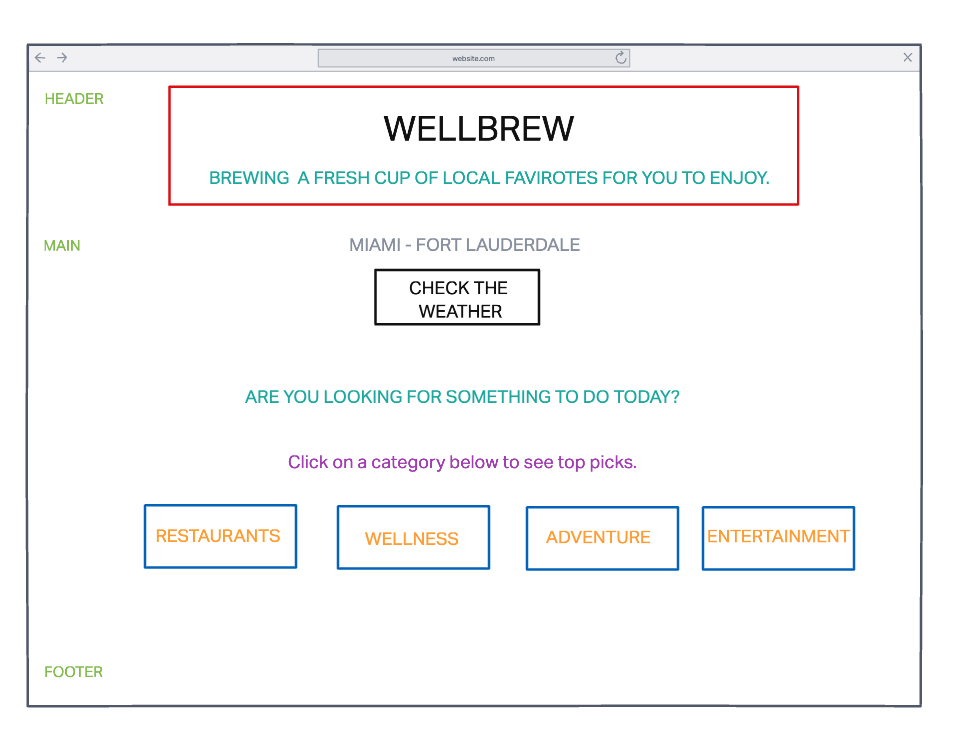 website.com
HEADER
WELLBREW
BREWING  A FRESH CUP OF LOCAL FAVIROTES FOR YOU TO ENJOY.
MAIN
MIAMI - FORT LAUDERDALE
CHECK THE
WEATHER
ARE YOU LOOKING FOR SOMETHING TO DO TODAY?
Click on a category below to see top picks.
RESTAURANTS
WELLNESS
ADVENTURE
ENTERTAINMENT
FOOTER